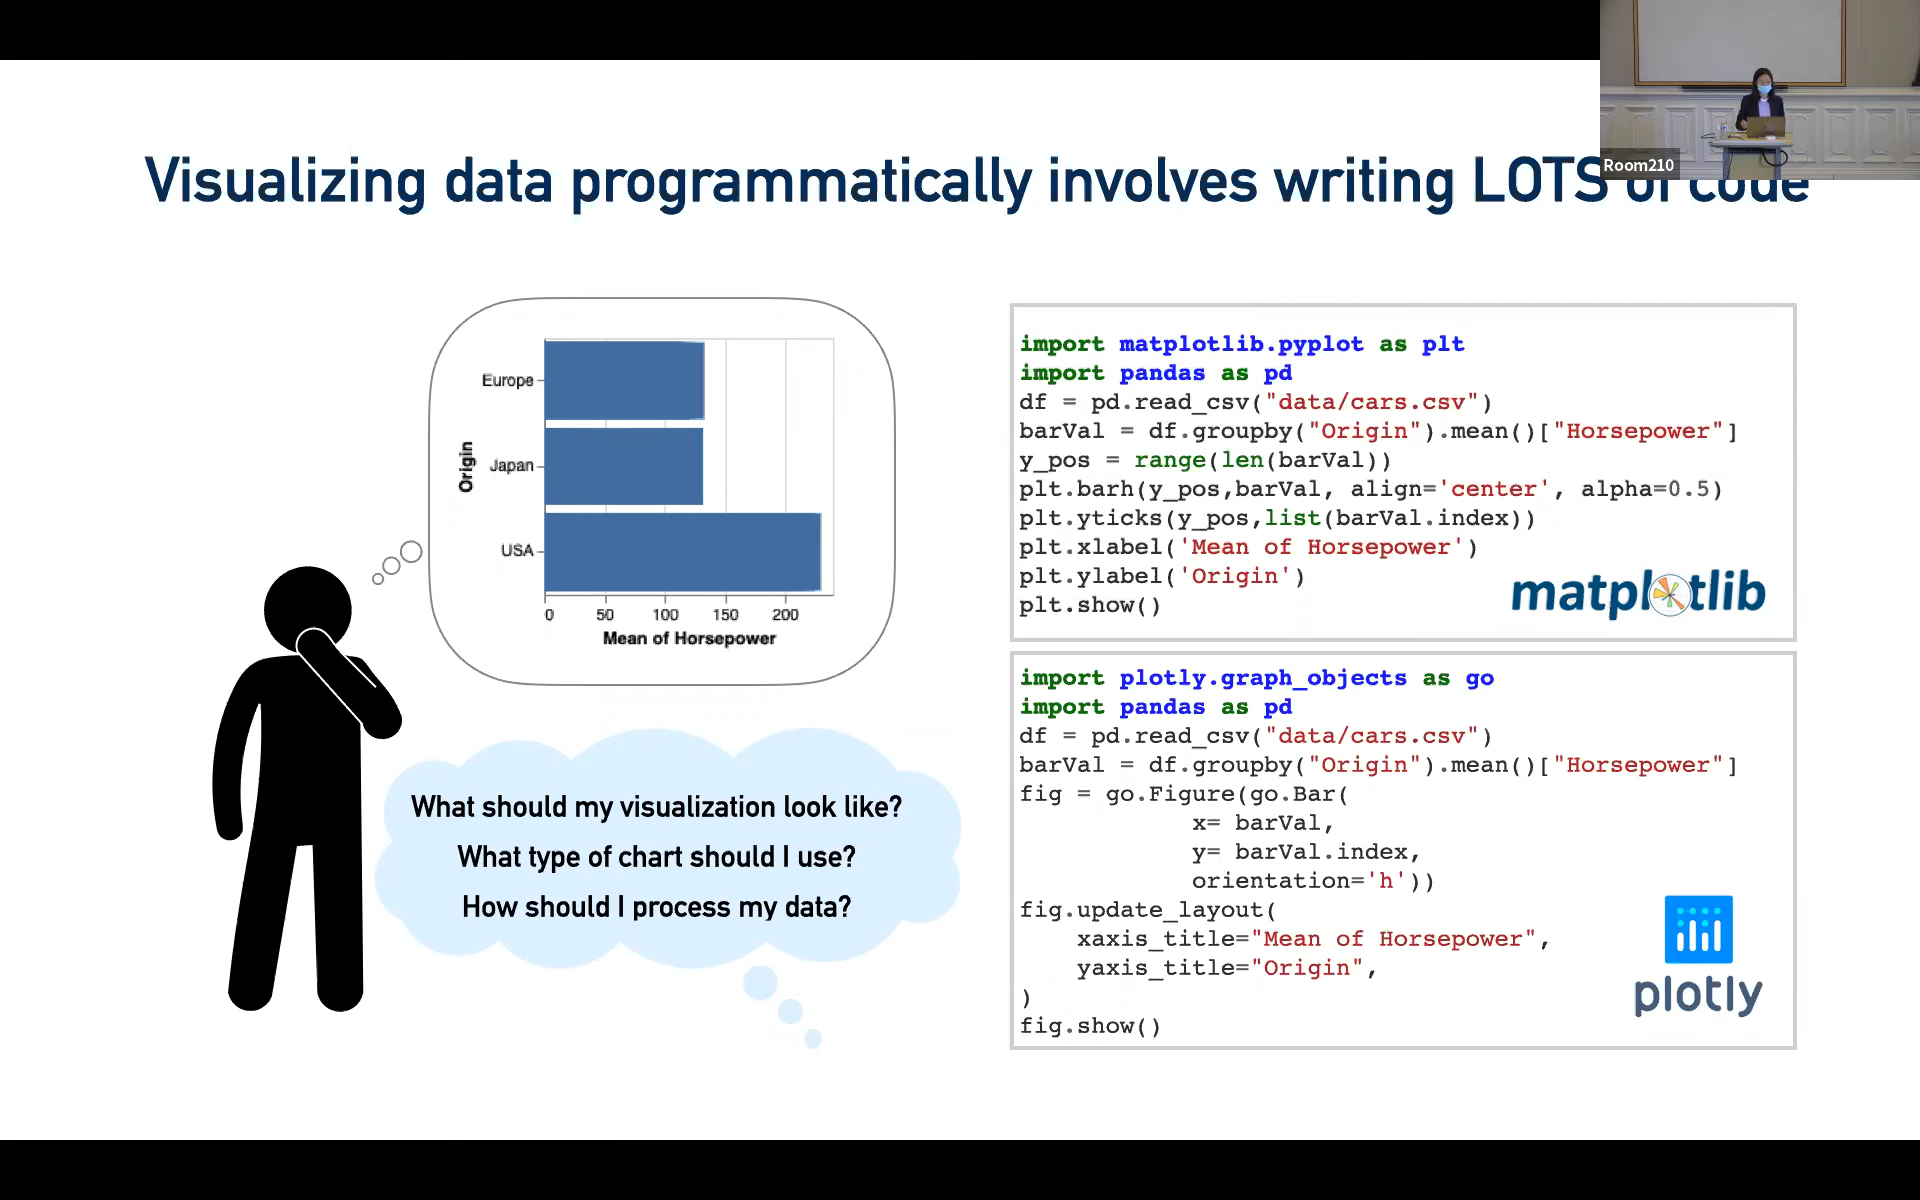 Room210
Visualizing data programmatically involves writing LOTS of code
Europe
Japan
USA
Origin
0 50 100 150 200
Mean of Horsepower
What should my visualization look like?
What type of chart should I use?
How should I process my data?
import matplotlib.pyplot as plt
import pandas as pd
df = pd.read_csv("data/cars.csv")
barVal = df.groupby("Origin").mean()["Horsepower"]
y_pos = range(len(barVal))
plt.barh(y_pos,barVal, align='center', alpha=0.5)
plt.yticks(y_pos,list(barVal.index))
plt.xlabel('Mean of Horsepower')
plt.ylabel('Origin')
plt.show()
matplotlib
import plotly.graph_objects as go
import pandas as pd
df = pd.read_csv("data/cars.csv")
barVal = df.groupby("Origin").mean()["Horsepower"]
fig = go.Figure(go.Bar(
x= barVal,
y= barVal.index,
orientation='h'))
fig.update_layout(
xaxis_title="Mean of Horsepower",
yaxis_title="Origin",
)
fig.show()
plotly